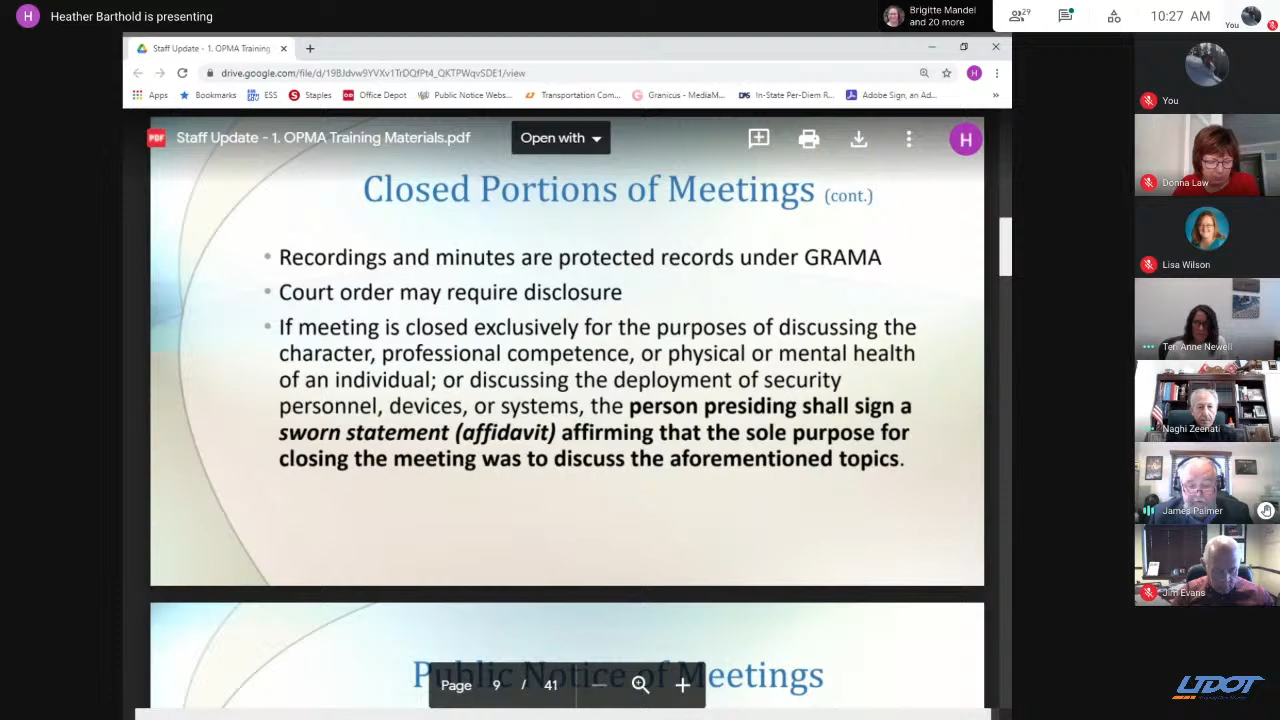 H Heather Barthold is presenting
Brigitte Mandel
and 20 more
29
10:27 AM
You
Staff Update - 1. OPMA Training
drive.google.com/file/d/19BJdvw9YVXv1TrDQfPt4_QKTPWqvSDE1/view
H
Apps
Bookmarks
ESS
Staples
Office Depot
Public Notice Webs...
Transportation Com...
Granicus - MediaM...
In-State Per-Diem R...
Adobe Sign, an Ad...
»
PDF Staff Update - 1. OPMA Training Materials.pdf
Open with
H
Closed Portions of Meetings (cont.)
• Recordings and minutes are protected records under GRAMA
• Court order may require disclosure
• If meeting is closed exclusively for the purposes of discussing the
character, professional competence, or physical or mental health
of an individual; or discussing the deployment of security
personnel, devices, or systems, the person presiding shall sign a
sworn statement (affidavit) affirming that the sole purpose for
closing the meeting was to discuss the aforementioned topics.
Public Notice of Meetings
Page 9 / 41
You
Donna Law
Lisa Wilson
Teri Anne Newell
Naghi Zeenati
James Palmer
Jim Evans
UDOT